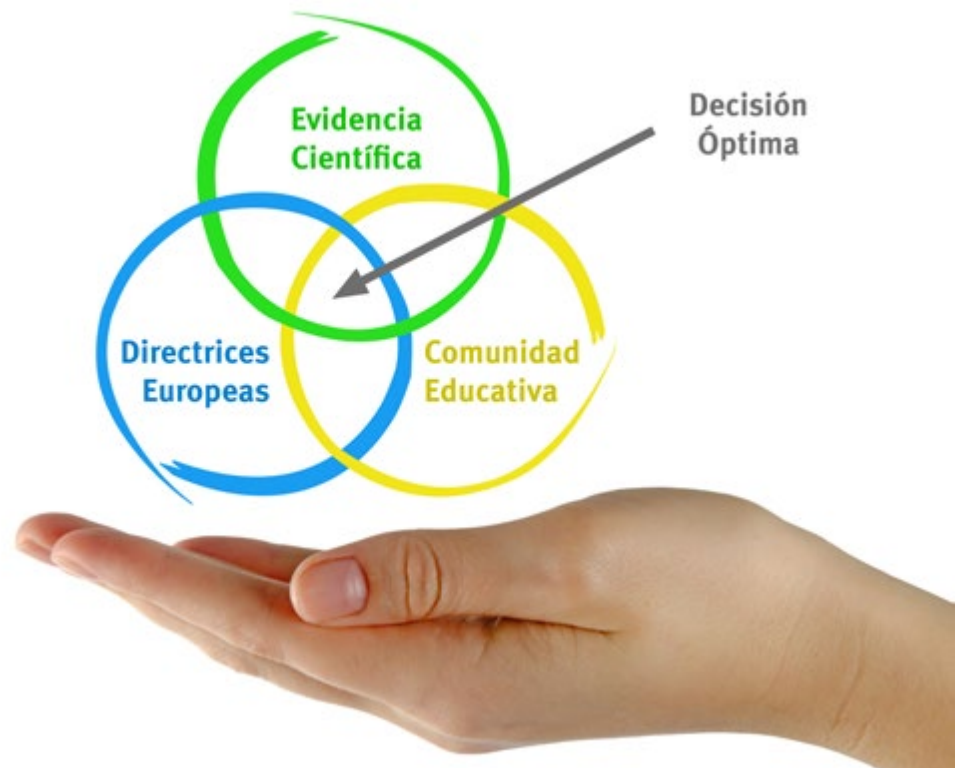 Evidencia
Científica
Decisión
Óptima
Directrices
Europeas
Comunidad
Educativa